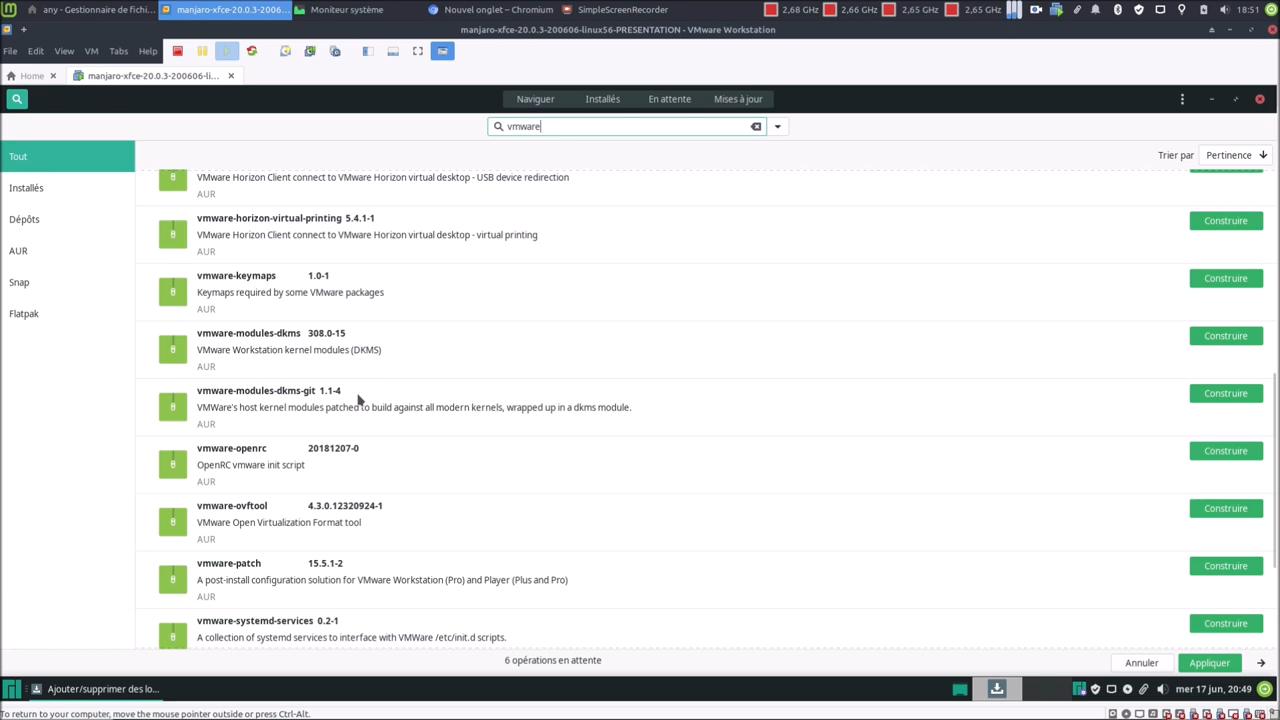 any - Gestionnaire de fichi...
manjaro-xfce-20.0.3-2006...
Moniteur système
Nouvel onglet – Chromium
SimpleScreenRecorder
2,68 GHz
2,66 GHz
2,65 GHz
2,65 GHz
18:51
manjaro-xfce-20.0.3-200606-linux56-PRESENTATION - VMware Workstation
File Edit View VM Tabs Help
Home
manjaro-xfce-20.0.3-200606-li...
Naviguer
Installés
En attente
Mises à jour
vmware
Tout
Trier par
Pertinence
Installés
Dépôts
AUR
Snap
Flatpak
VMware Horizon Client connect to VMware Horizon virtual desktop - USB device redirection
AUR
vmware-horizon-virtual-printing 5.4.1-1
Construire
VMware Horizon Client connect to VMware Horizon virtual desktop - virtual printing
AUR
vmware-keymaps 1.0-1
Construire
Keymaps required by some VMware packages
AUR
vmware-modules-dkms 308.0-15
Construire
VMware Workstation kernel modules (DKMS)
AUR
vmware-modules-dkms-git 1.1-4
Construire
VMWare's host kernel modules patched to build against all modern kernels, wrapped up in a dkms module.
AUR
vmware-openrc 20181207-0
Construire
OpenRC vmware init script
AUR
vmware-ovftool 4.3.0.12320924-1
Construire
VMware Open Virtualization Format tool
AUR
vmware-patch 15.5.1-2
Construire
A post-install configuration solution for VMware Workstation (Pro) and Player (Plus and Pro)
AUR
vmware-systemd-services 0.2-1
Construire
A collection of systemd services to interface with VMWare /etc/init.d scripts.
6 opérations en attente
Annuler
Appliquer
Ajouter/supprimer des lo...
mer 17 jun, 20:49
To return to your computer, move the mouse pointer outside or press Ctrl-Alt.